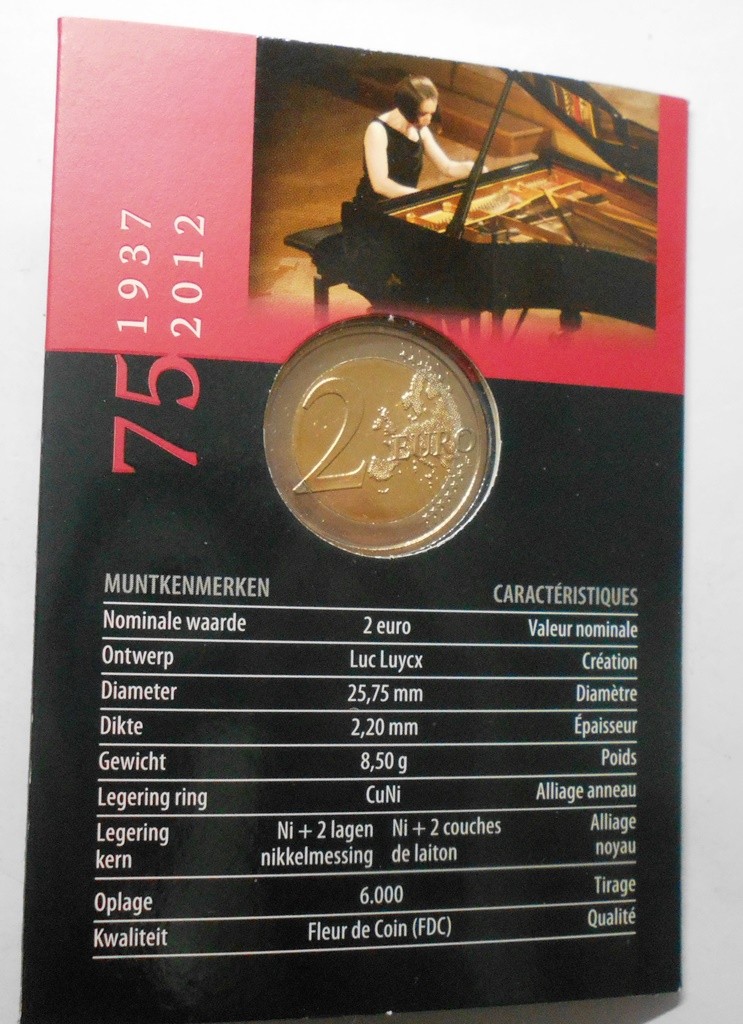 1937
2012
75
2 EURO
MUNTKENMERKEN CARACTÉRISTIQUES
Nominale waarde 2 euro Valeur nominale
Ontwerp Luc Luycx Création
Diameter 25,75 mm Diamètre
Dikte 2,20 mm Épaisseur
Gewicht 8,50 g Poids
Legering ring CuNi Alliage anneau
Legering Ni + 2 lagen Ni + 2 couches Alliage
kern nikkelmessing de laiton noyau
Oplage 6.000 Tirage
Kwaliteit Fleur de Coin (FDC) Qualité